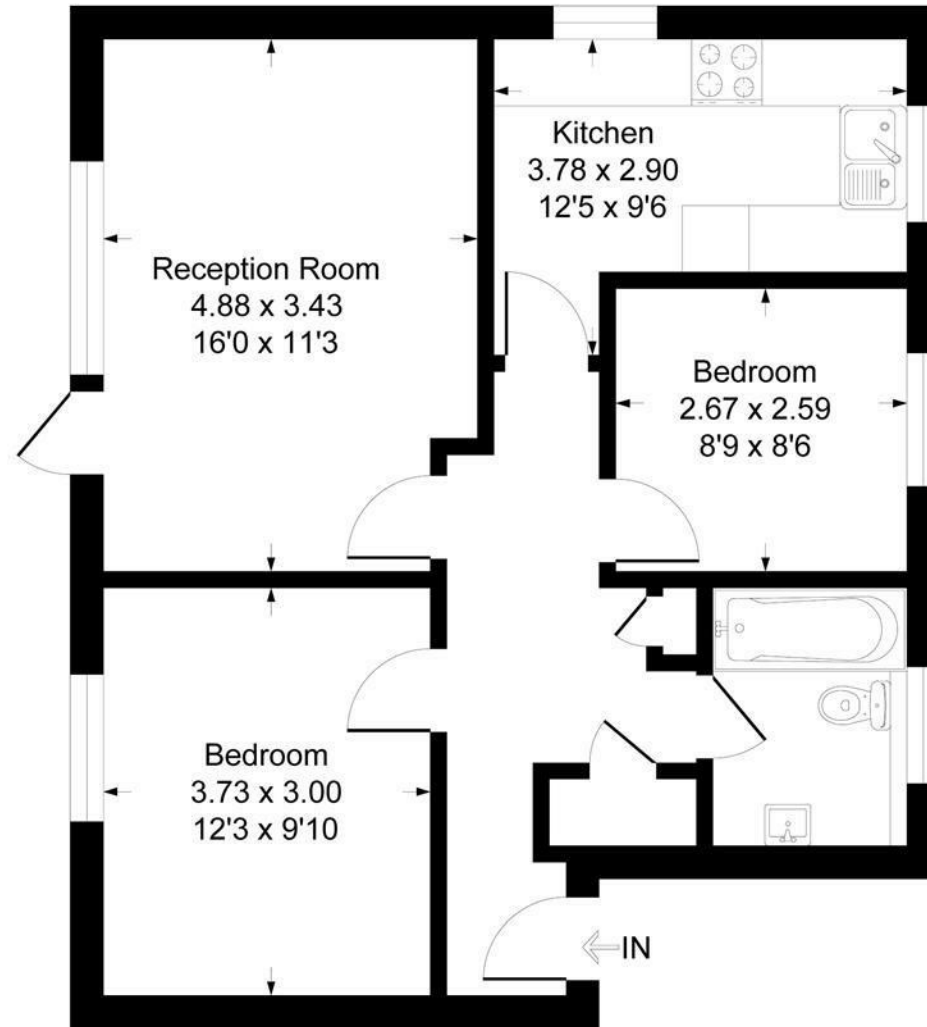 Kitchen
3.78 x 2.90
12'5 x 9'6
Reception Room
4.88 x 3.43
16'0 x 11'3
Bedroom
2.67 x 2.59
8'9 x 8'6
Bedroom
3.73 x 3.00
12'3 x 9'10
IN